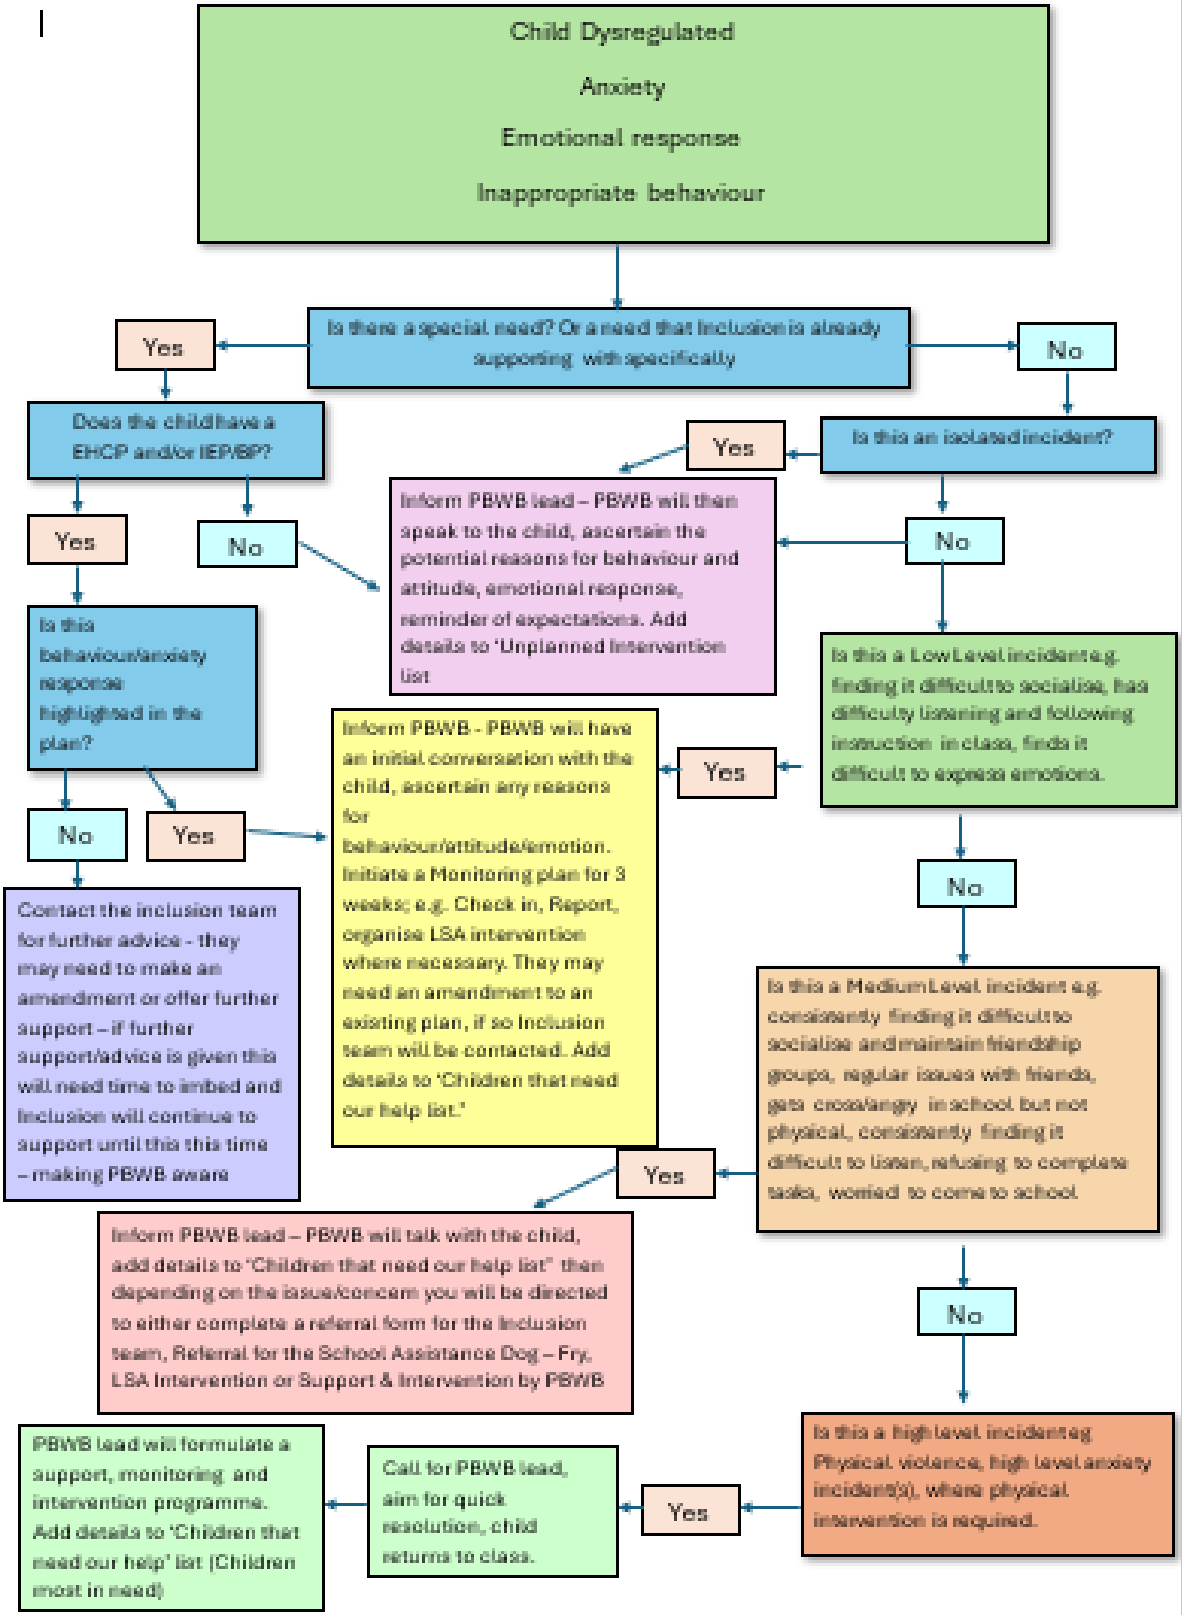 Child Dysregulated
Anxiety
Emotional response
Inappropriate behaviour
Is there a special need? Or a need that Inclusion is already
supporting with specifically
Yes
No
Does the child have a
EHCP and/or IEP/BP?
Is this an isolated incident?
Yes
Yes
No
No
Inform PBWB lead – PBWB will then
speak to the child, ascertain the
potential reasons for behaviour and
attitude, emotional response,
reminder of expectations. Add
details to ‘Unplanned Intervention
list
Is this
behaviour/anxiety
response
highlighted in the
plan?
Is this a Low Level incident e.g.
finding it difficult to socialise, has
difficulty listening and following
instruction in class, finds it
difficult to express emotions.
No
Yes
Yes
Inform PBWB - PBWB will have
an initial conversation with the
child, ascertain any reasons
for
behaviour/attitude/emotion.
Initiate a Monitoring plan for 3
weeks; e.g. Check in, Report,
organise LSA intervention
where necessary. They may
need an amendment to an
existing plan, if so Inclusion
team will be contacted. Add
details to ‘Children that need
our help list.’
No
Contact the inclusion team
for further advice - they
may need to make an
amendment or offer further
support – if further
support/advice is given this
will need time to imbed and
Inclusion will continue to
support until this this time
– making PBWB aware
Is this a Medium Level incident e.g.
consistently finding it difficult to
socialise and maintain friendship
groups, regular issues with friends,
gets cross/angry in school but not
physical, consistently finding it
difficult to listen, refusing to complete
tasks, worried to come to school
Yes
Inform PBWB lead – PBWB will talk with the child,
add details to ‘Children that need our help list” then
depending on the issue/concern you will be directed
to either complete a referral form for the Inclusion
team, Referral for the School Assistance Dog – Fry,
LSA Intervention or Support & Intervention by PBWB
No
Is this a high level incident eg
Physical violence, high level anxiety
incident(s), where physical
intervention is required.
Yes
Call for PBWB lead,
aim for quick
resolution, child
returns to class.
PBWB lead will formulate a
support, monitoring and
intervention programme.
Add details to ‘Children that
need our help’ list (Children
most in need)